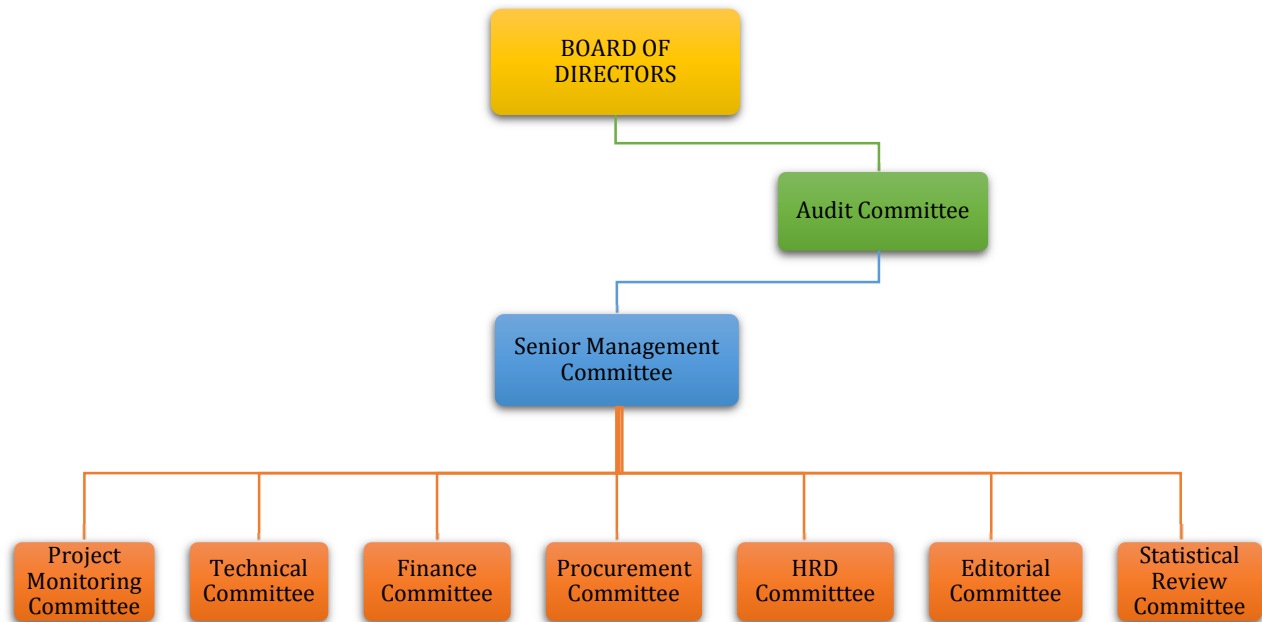 BOARD OF
DIRECTORS
Audit Committee
Senior Management
Committee
Project
Monitoring
Committee
Technical
Committee
Finance
Committee
Procurement
Committee
HRD
Committtee
Editorial
Committee
Statistical
Review
Committee